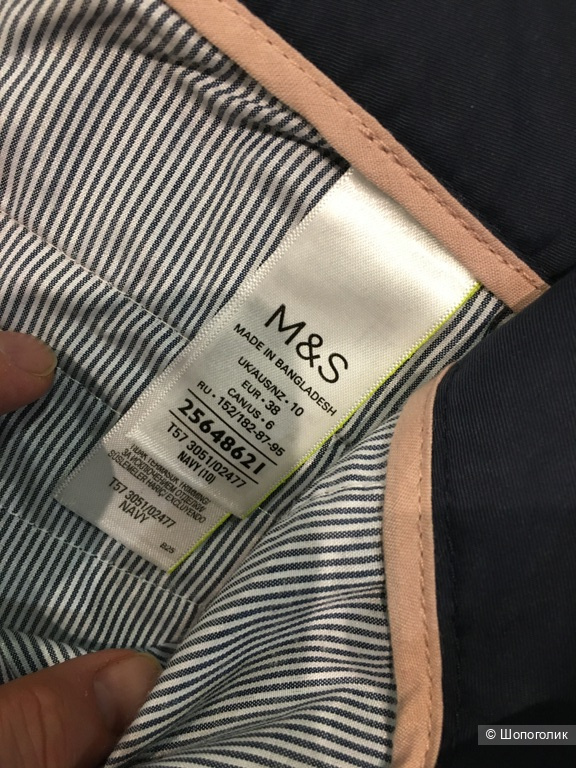 M&S
MADE IN BANGLADESH
UK/AUS/NZ · 10
EUR · 38
CAN/US · 6
RU · 152/182-87-95
25648621
T57 3051/02477
NAVY (10)
T57 3051/02477
NAVY
© Шопоголик